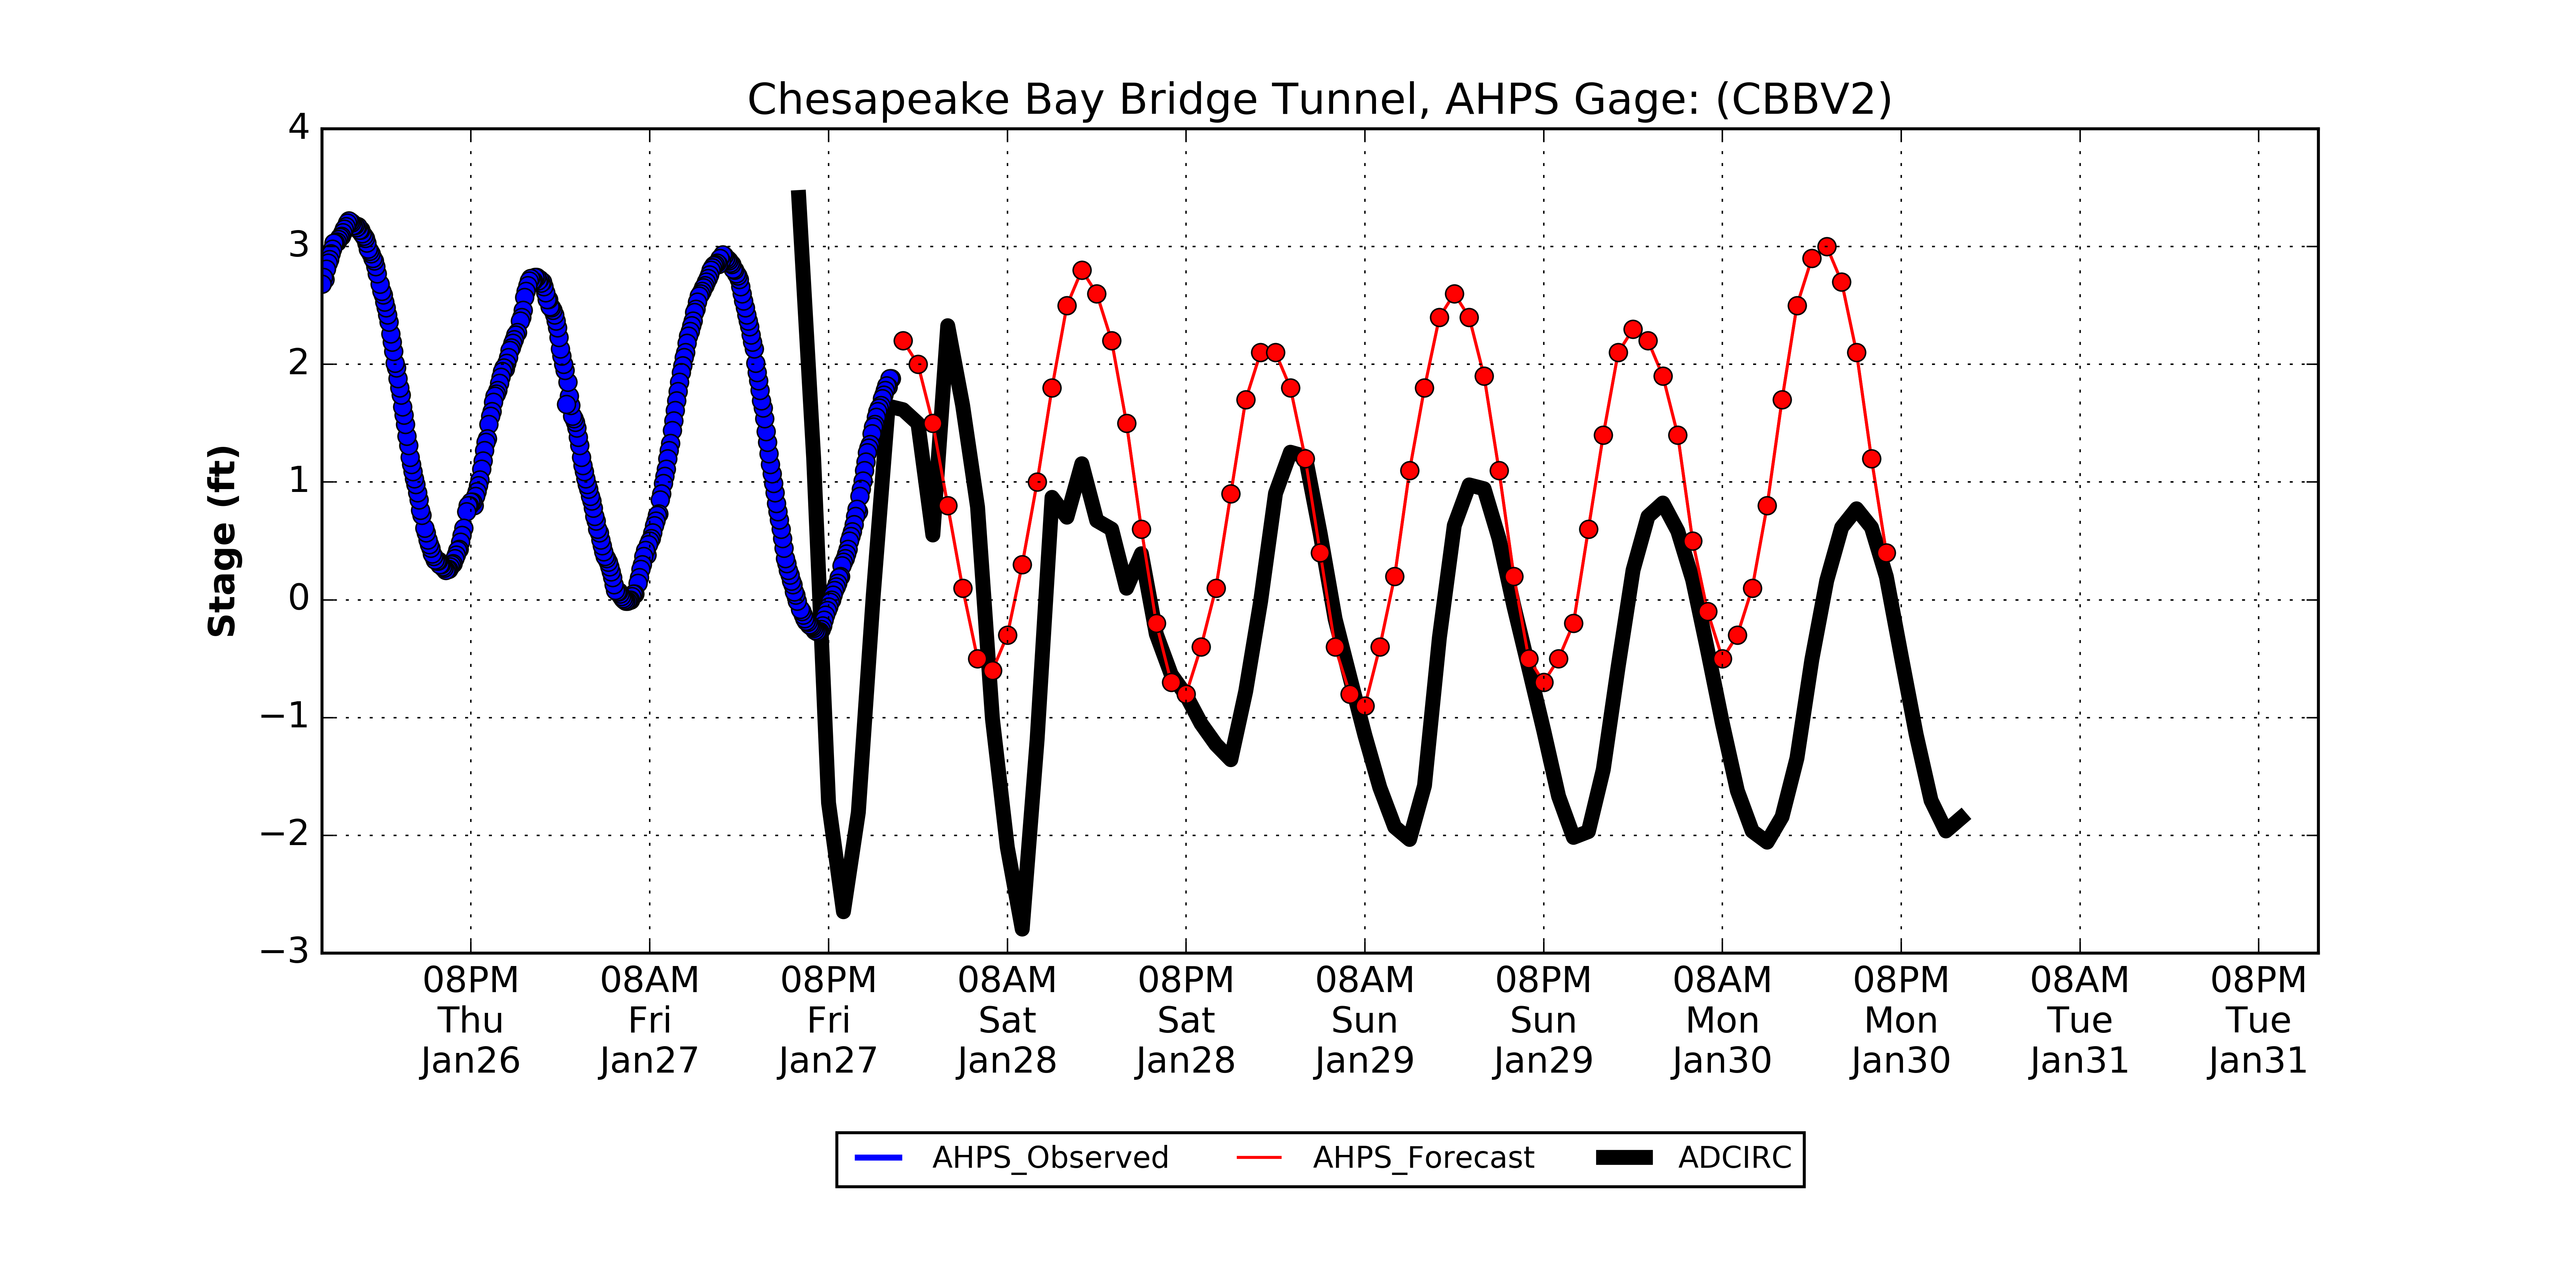 Chesapeake Bay Bridge Tunnel, AHPS Gage: (CBBV2)
4
3
2
1
0
−1
−2
−3
Stage (ft)
08PM
Thu
Jan26
08AM
Fri
Jan27
08PM
Fri
Jan27
08AM
Sat
Jan28
08PM
Sat
Jan28
08AM
Sun
Jan29
08PM
Sun
Jan29
08AM
Mon
Jan30
08PM
Mon
Jan30
08AM
Tue
Jan31
08PM
Tue
Jan31
AHPS_Observed
AHPS_Forecast
ADCIRC